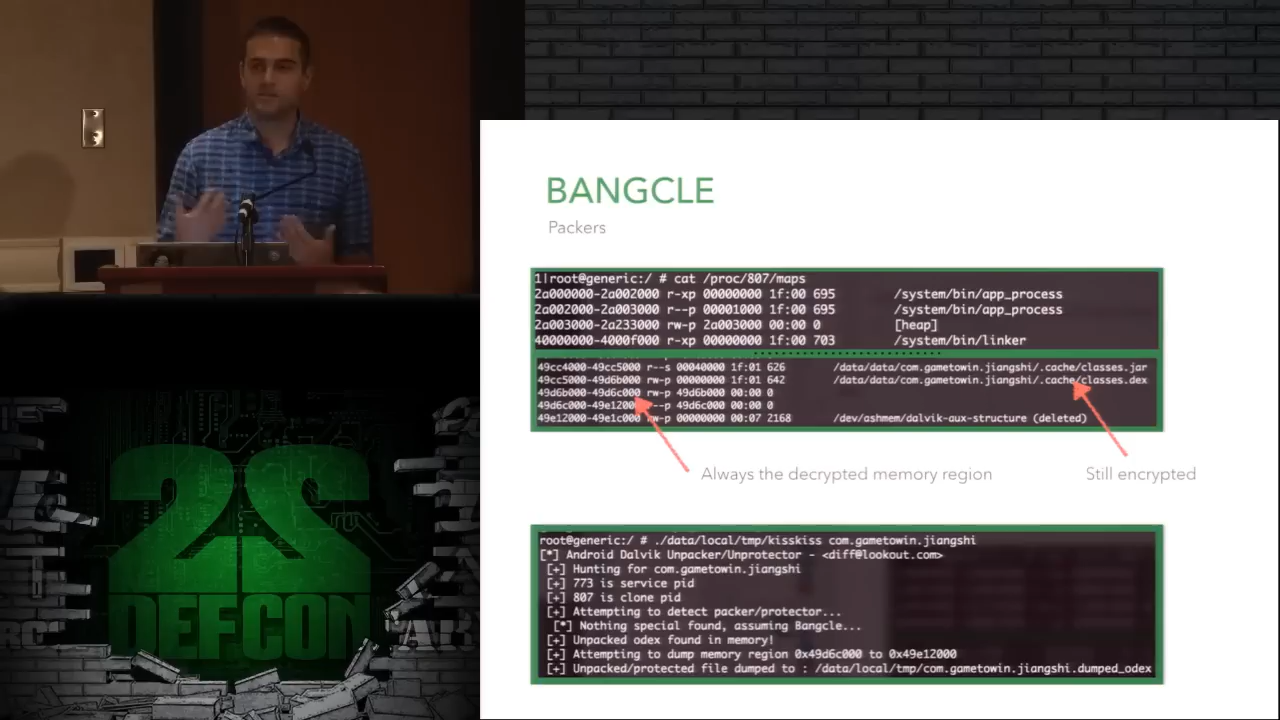 BANGCLE
Packers
1|root@generic:/ # cat /proc/807/maps
2a000000-2a002000 r-xp 00000000 1f:00 695 /system/bin/app_process
2a002000-2a003000 r--p 00001000 1f:00 695 /system/bin/app_process
2a003000-2a233000 rw-p 2a003000 00:00 0 [heap]
40000000-4000f000 r-xp 00000000 1f:00 703 /system/bin/linker
49cc4000-49cc5000 r--s 00040000 1f:01 626 /data/data/com.gametowin.jiangshi/.cache/classes.jar
49cc5000-49d6b000 rw-p 00000000 1f:01 642 /data/data/com.gametowin.jiangshi/.cache/classes.dex
49d6b000-49d6c000 rw-p 49d6b000 00:00 0
49d6c000-49e12000 ---p 49d6c000 00:00 0
49e12000-49e1c000 rw-p 00000000 00:07 2168 /dev/ashmem/dalvik-aux-structure (deleted)
Always the decrypted memory region
Still encrypted
root@generic:/ # ./data/local/tmp/kisskiss com.gametowin.jiangshi
[*] Android Dalvik Unpacker/Unprotector - <diff@lookout.com>
[+] Hunting for com.gametowin.jiangshi
[+] 773 is service pid
[+] 807 is clone pid
[+] Attempting to detect packer/protector...
[*] Nothing special found, assuming Bangcle...
[+] Unpacked odex found in memory!
[+] Attempting to dump memory region 0x49d6c000 to 0x49e12000
[+] Unpacked/protected file dumped to : /data/local/tmp/com.gametowin.jiangshi.dumped_odex
22
DEFCON